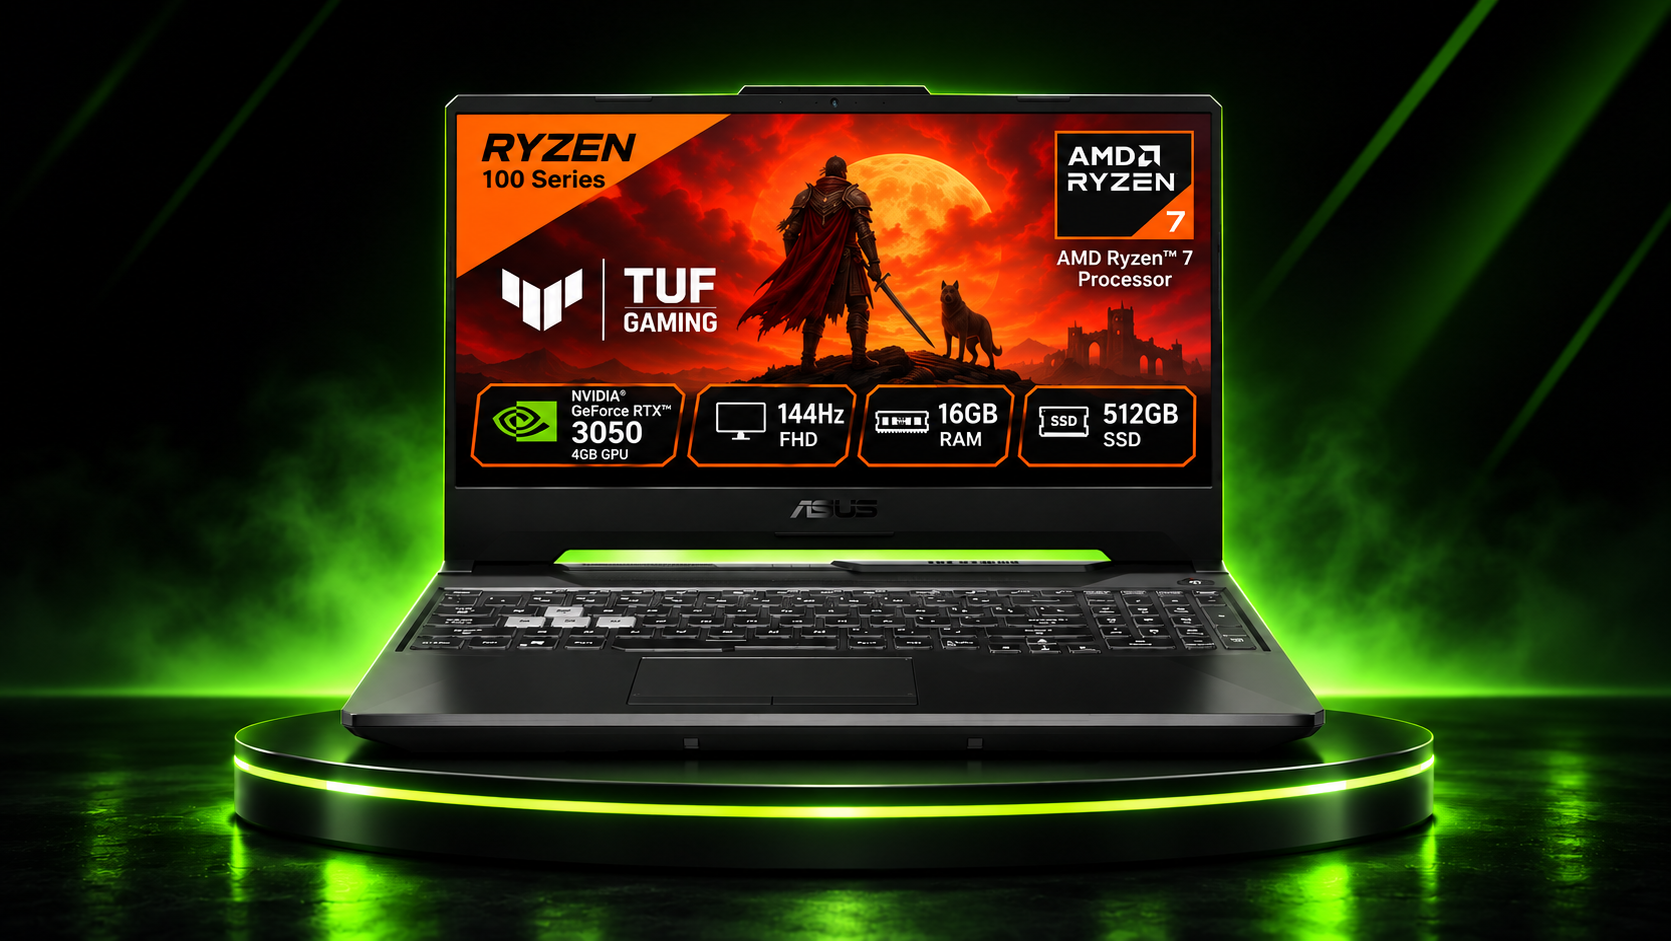 RYZEN
100 Series
AMD
RYZEN
7
AMD Ryzen™ 7
Processor
TUF
GAMING
NVIDIA®
GeForce RTX™
3050
4GB GPU
144Hz
FHD
16GB
RAM
SSD
512GB
SSD
ASUS